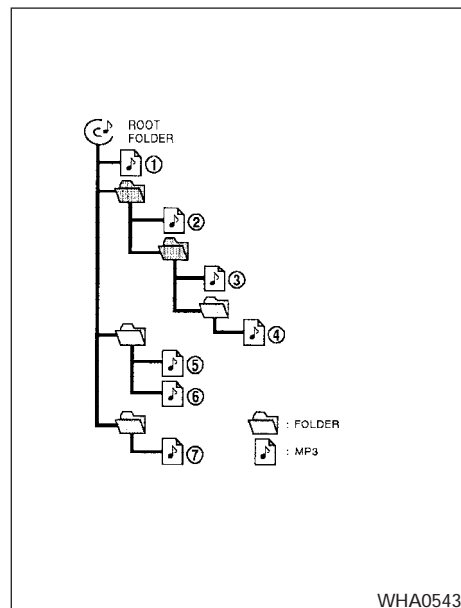 ROOT
FOLDER
①
②
③
④
⑤
⑥
⑦
: FOLDER
: MP3
WHA0543